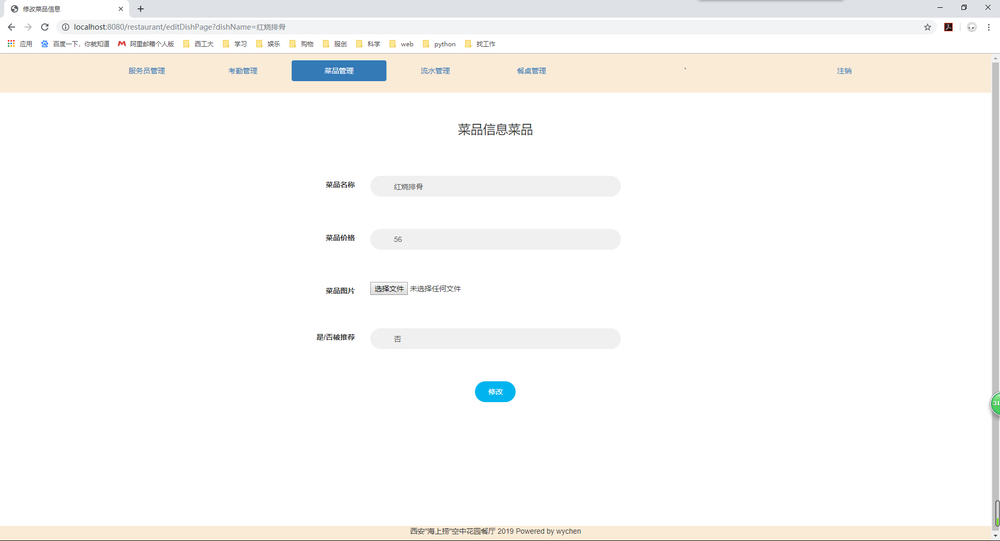 修改菜品信息
localhost:8080/restaurant/editDishPage?dishName=红烧排骨
应用 百度一下，你就知道 阿里邮箱个人版 西工大 学习 娱乐 购物 服创 科学 web python 找工作
服务员管理 考勤管理 菜品管理 流水管理 餐桌管理 ` 注销
菜品信息菜品
菜品名称 红烧排骨
菜品价格 56
菜品图片 选择文件 未选择任何文件
是/否被推荐 否
修改
31
西安"海上捞"空中花园餐厅 2019 Powered by wychen